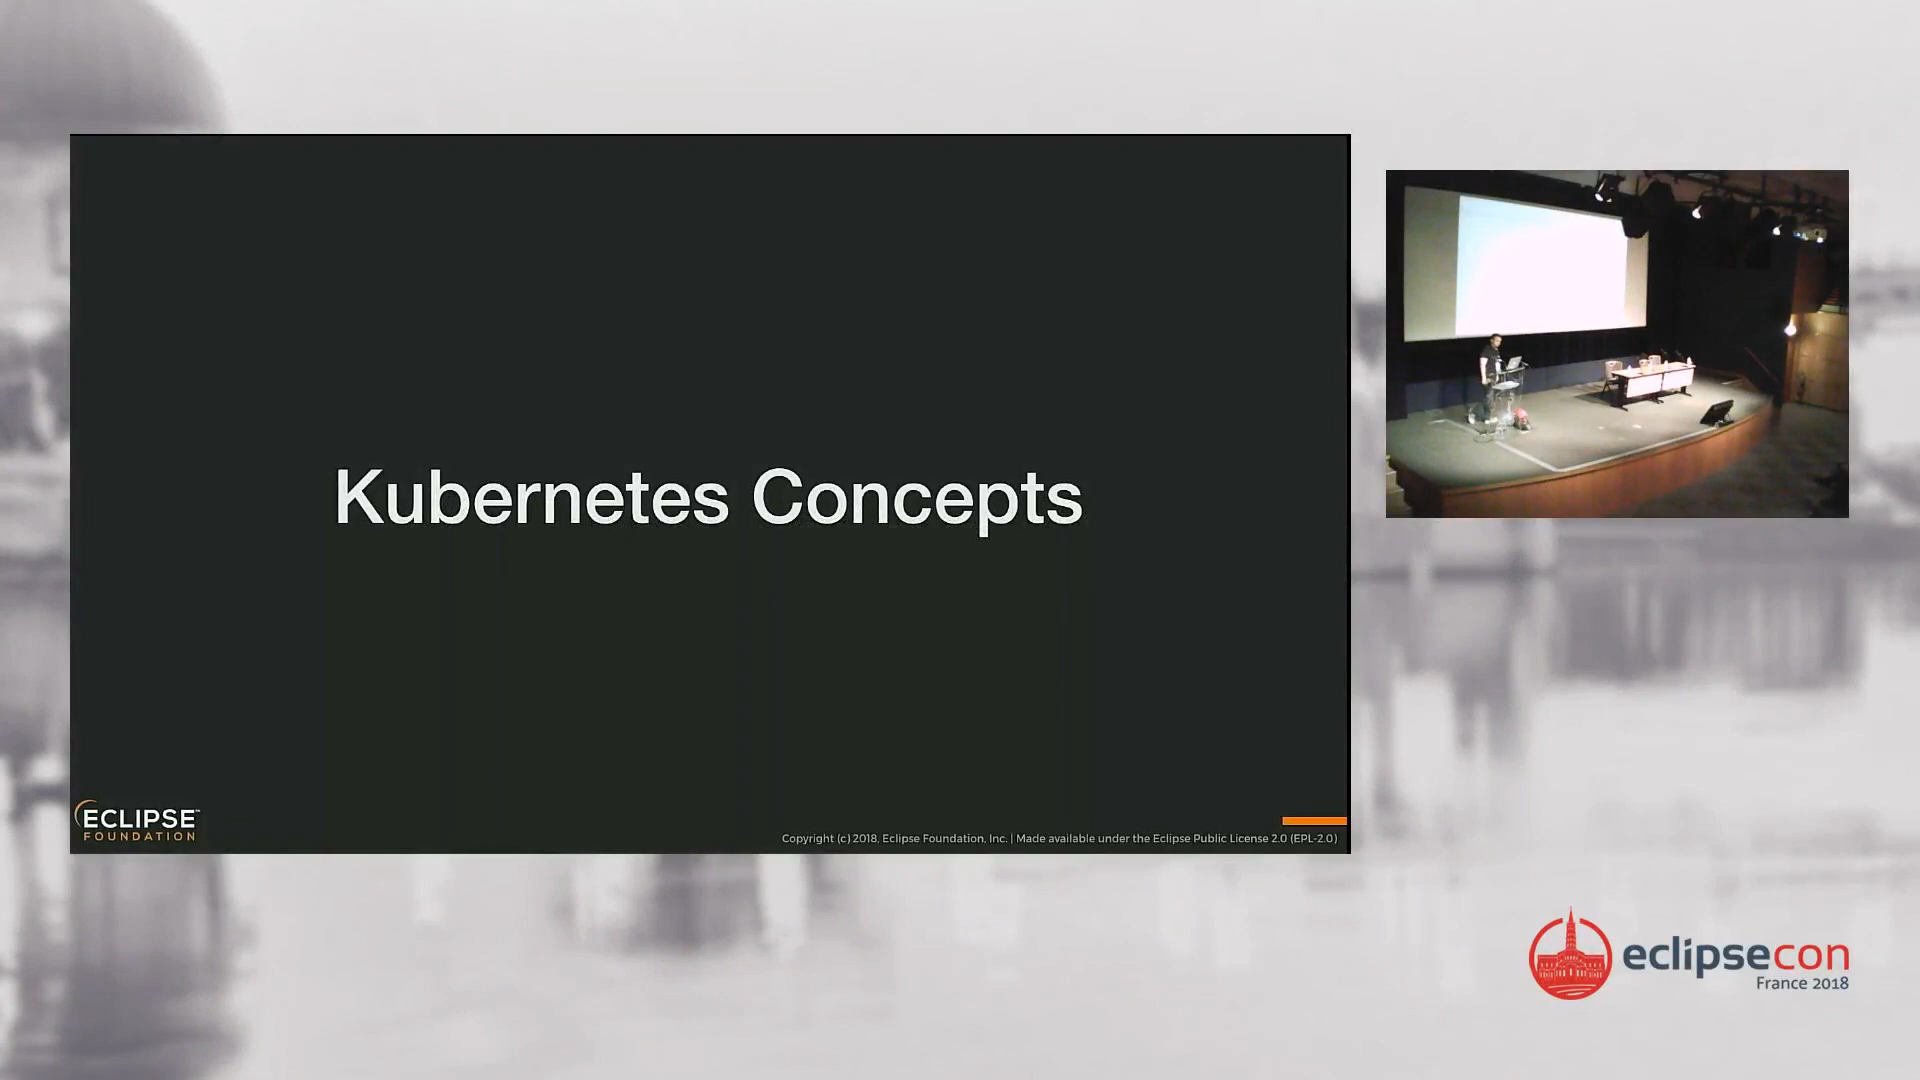 Kubernetes Concepts
ECLIPSE™
FOUNDATION
Copyright (c) 2018, Eclipse Foundation, Inc. | Made available under the Eclipse Public License 2.0 (EPL-2.0)
eclipsecon
France 2018